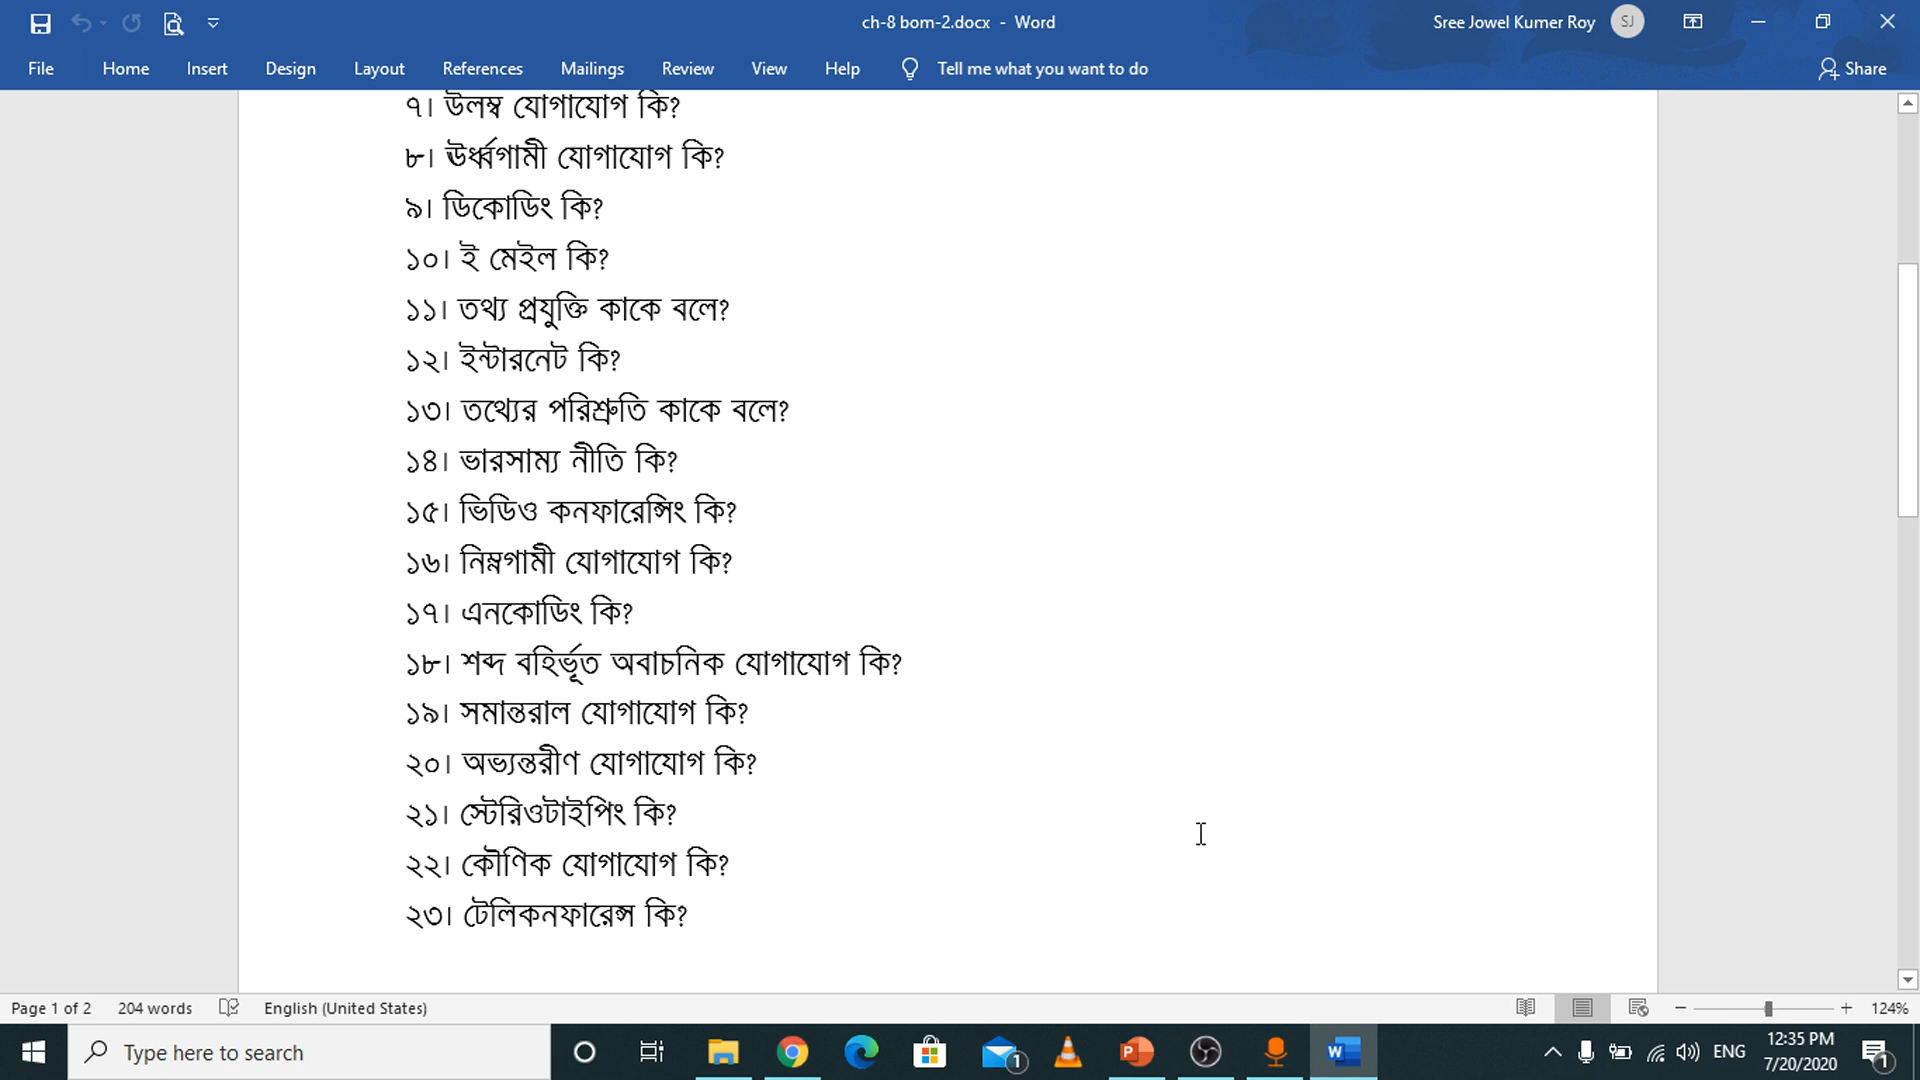 ch-8 bom-2.docx - Word
Sree Jowel Kumer Roy
SJ
File Home Insert Design Layout References Mailings Review View Help Tell me what you want to do Share
৭। উলম্ব যোগাযোগ কি?
৮। ঊর্ধ্বগামী যোগাযোগ কি?
৯। ডিকোডিং কি?
১০। ই মেইল কি?
১১। তথ্য প্রযুক্তি কাকে বলে?
১২। ইন্টারনেট কি?
১৩। তথ্যের পরিশ্রুতি কাকে বলে?
১৪। ভারসাম্য নীতি কি?
১৫। ভিডিও কনফারেন্সিং কি?
১৬। নিম্নগামী যোগাযোগ কি?
১৭। এনকোডিং কি?
১৮। শব্দ বহির্ভূত অবাচনিক যোগাযোগ কি?
১৯। সমান্তরাল যোগাযোগ কি?
২০। অভ্যন্তরীণ যোগাযোগ কি?
২১। স্টেরিওটাইপিং কি?
২২। কৌণিক যোগাযোগ কি?
২৩। টেলিকনফারেন্স কি?
Page 1 of 2 204 words English (United States) 124%
Type here to search
1
ENG
12:35 PM
7/20/2020
1